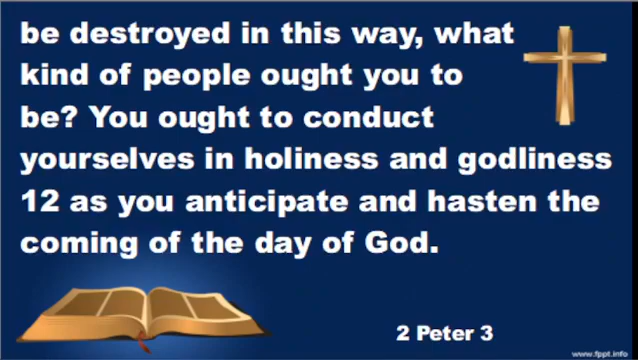 be destroyed in this way, what
kind of people ought you to
be? You ought to conduct
yourselves in holiness and godliness
12 as you anticipate and hasten the
coming of the day of God.
2 Peter 3
www.fppt.info